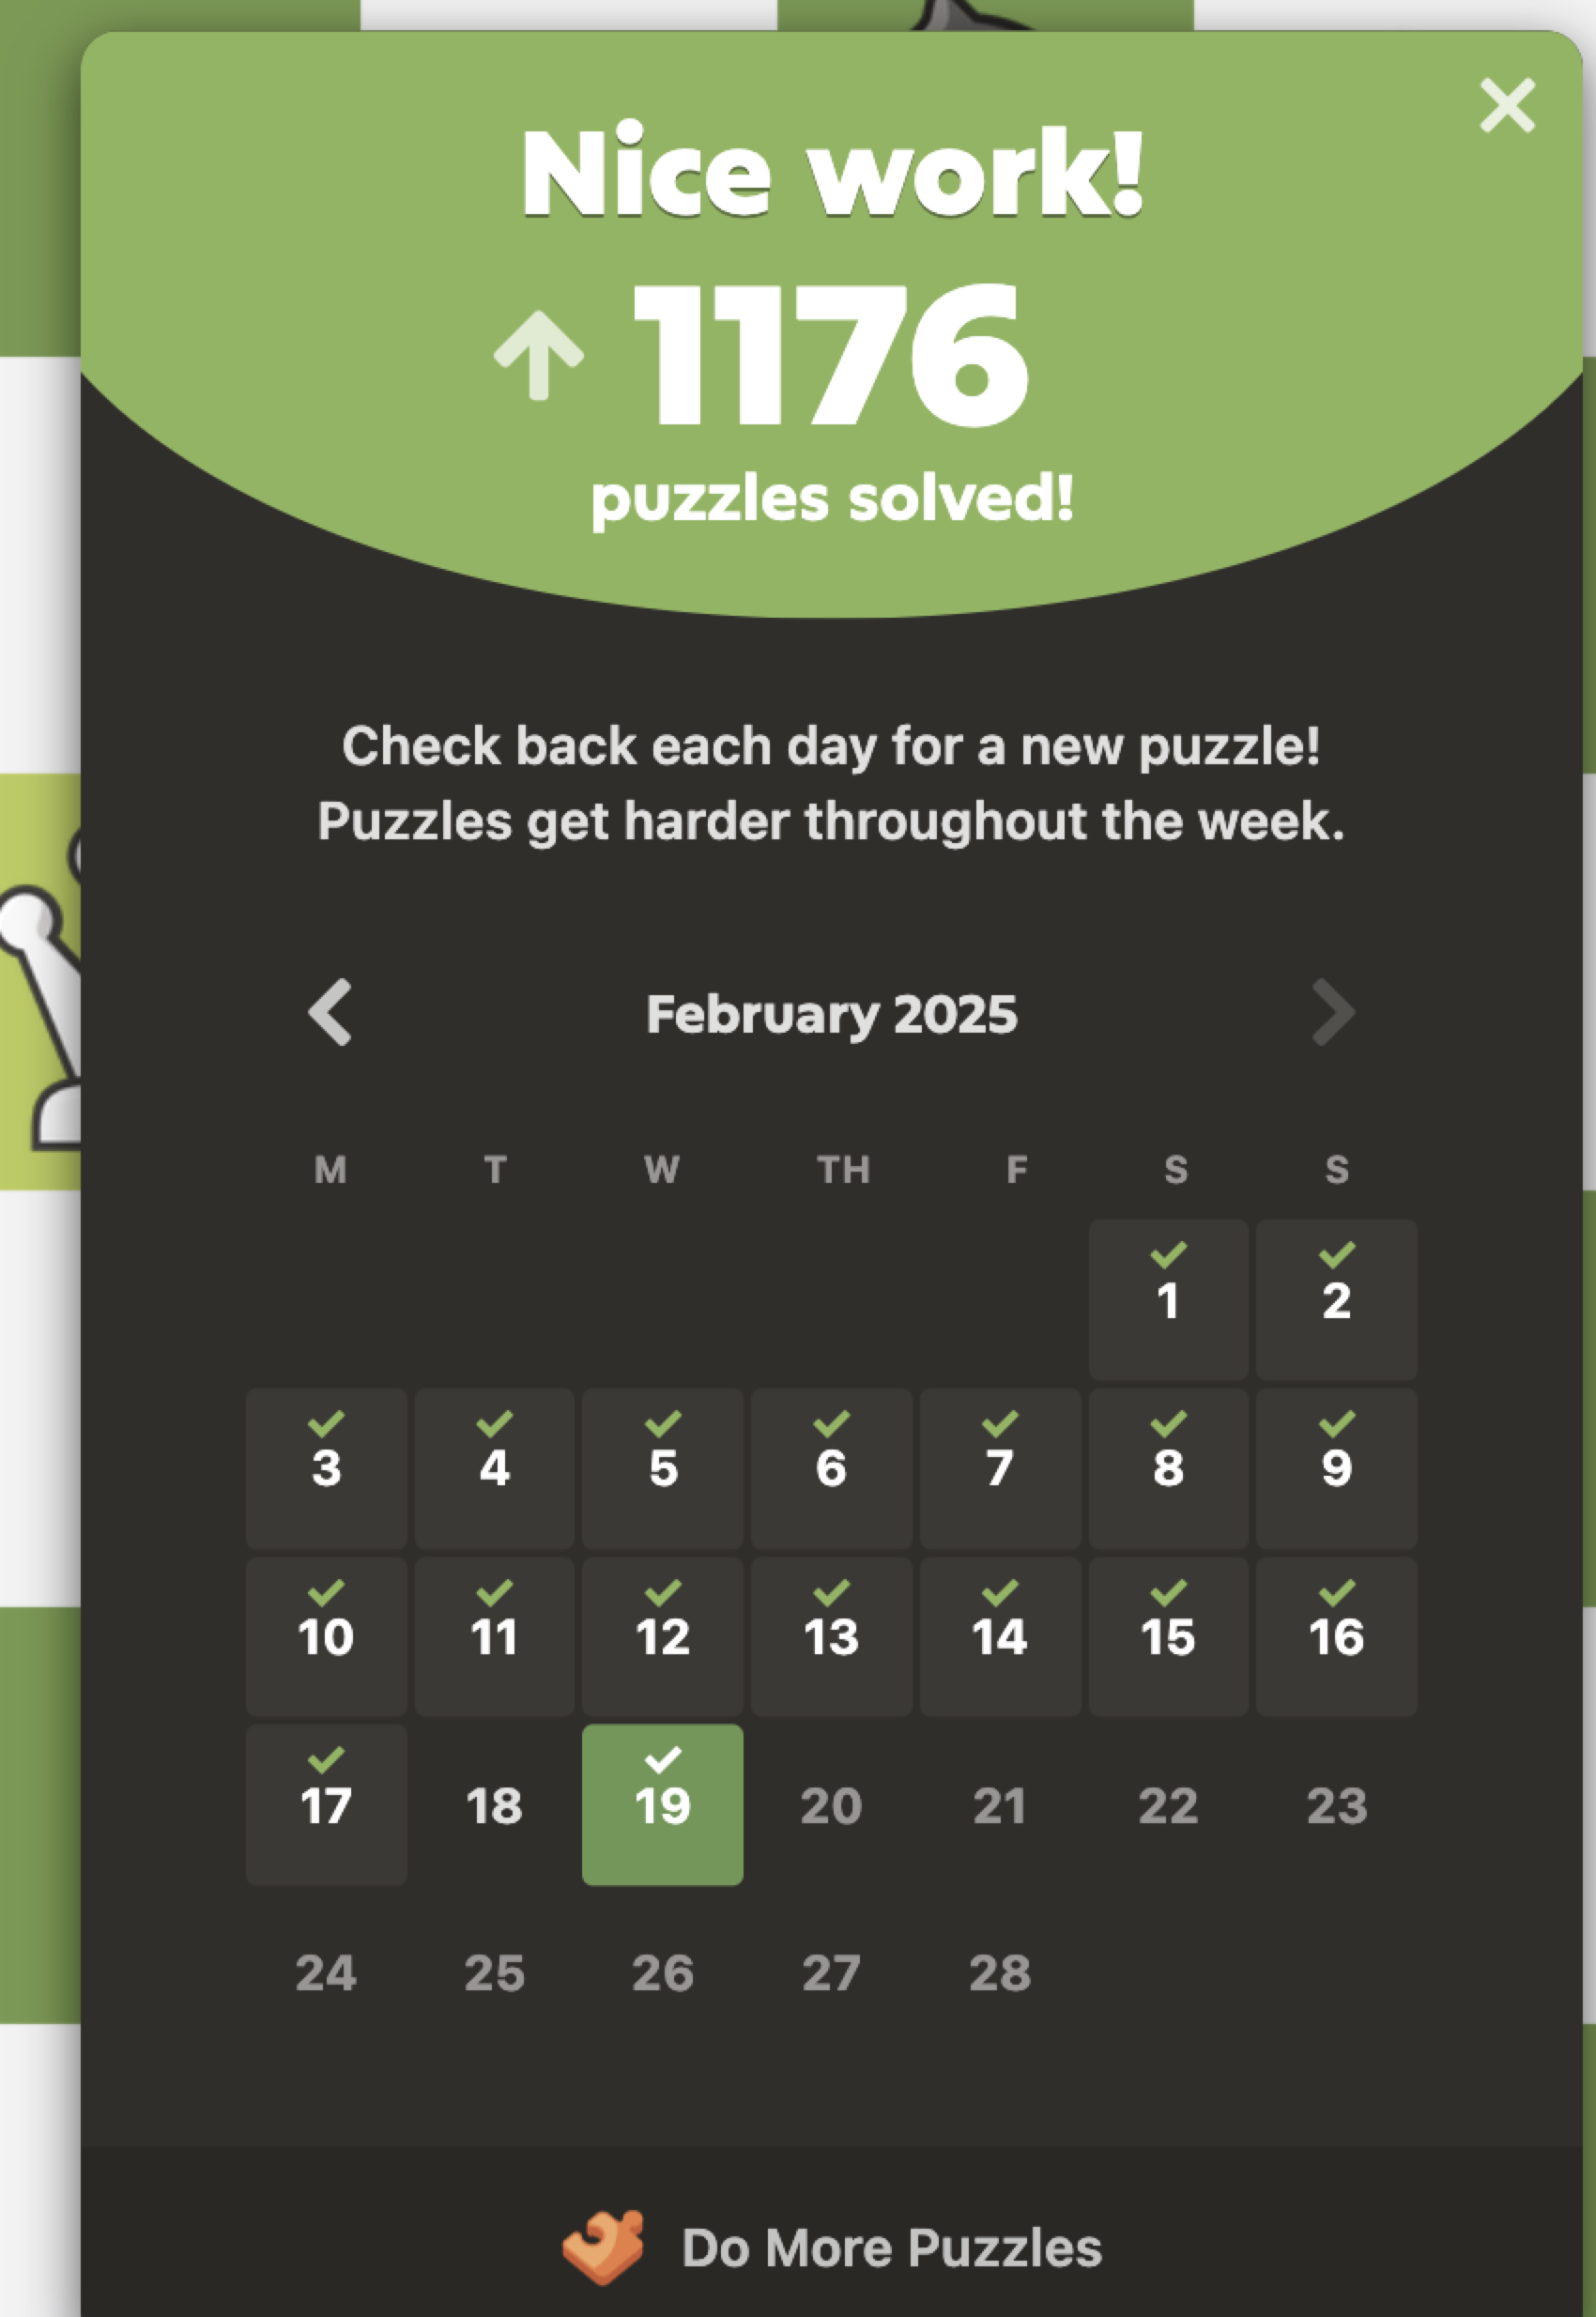 Nice work!
1176
puzzles solved!
Check back each day for a new puzzle!
Puzzles get harder throughout the week.
February 2025
M T W TH F S S
1 2
3 4 5 6 7 8 9
10 11 12 13 14 15 16
17 18 19 20 21 22 23
24 25 26 27 28
Do More Puzzles